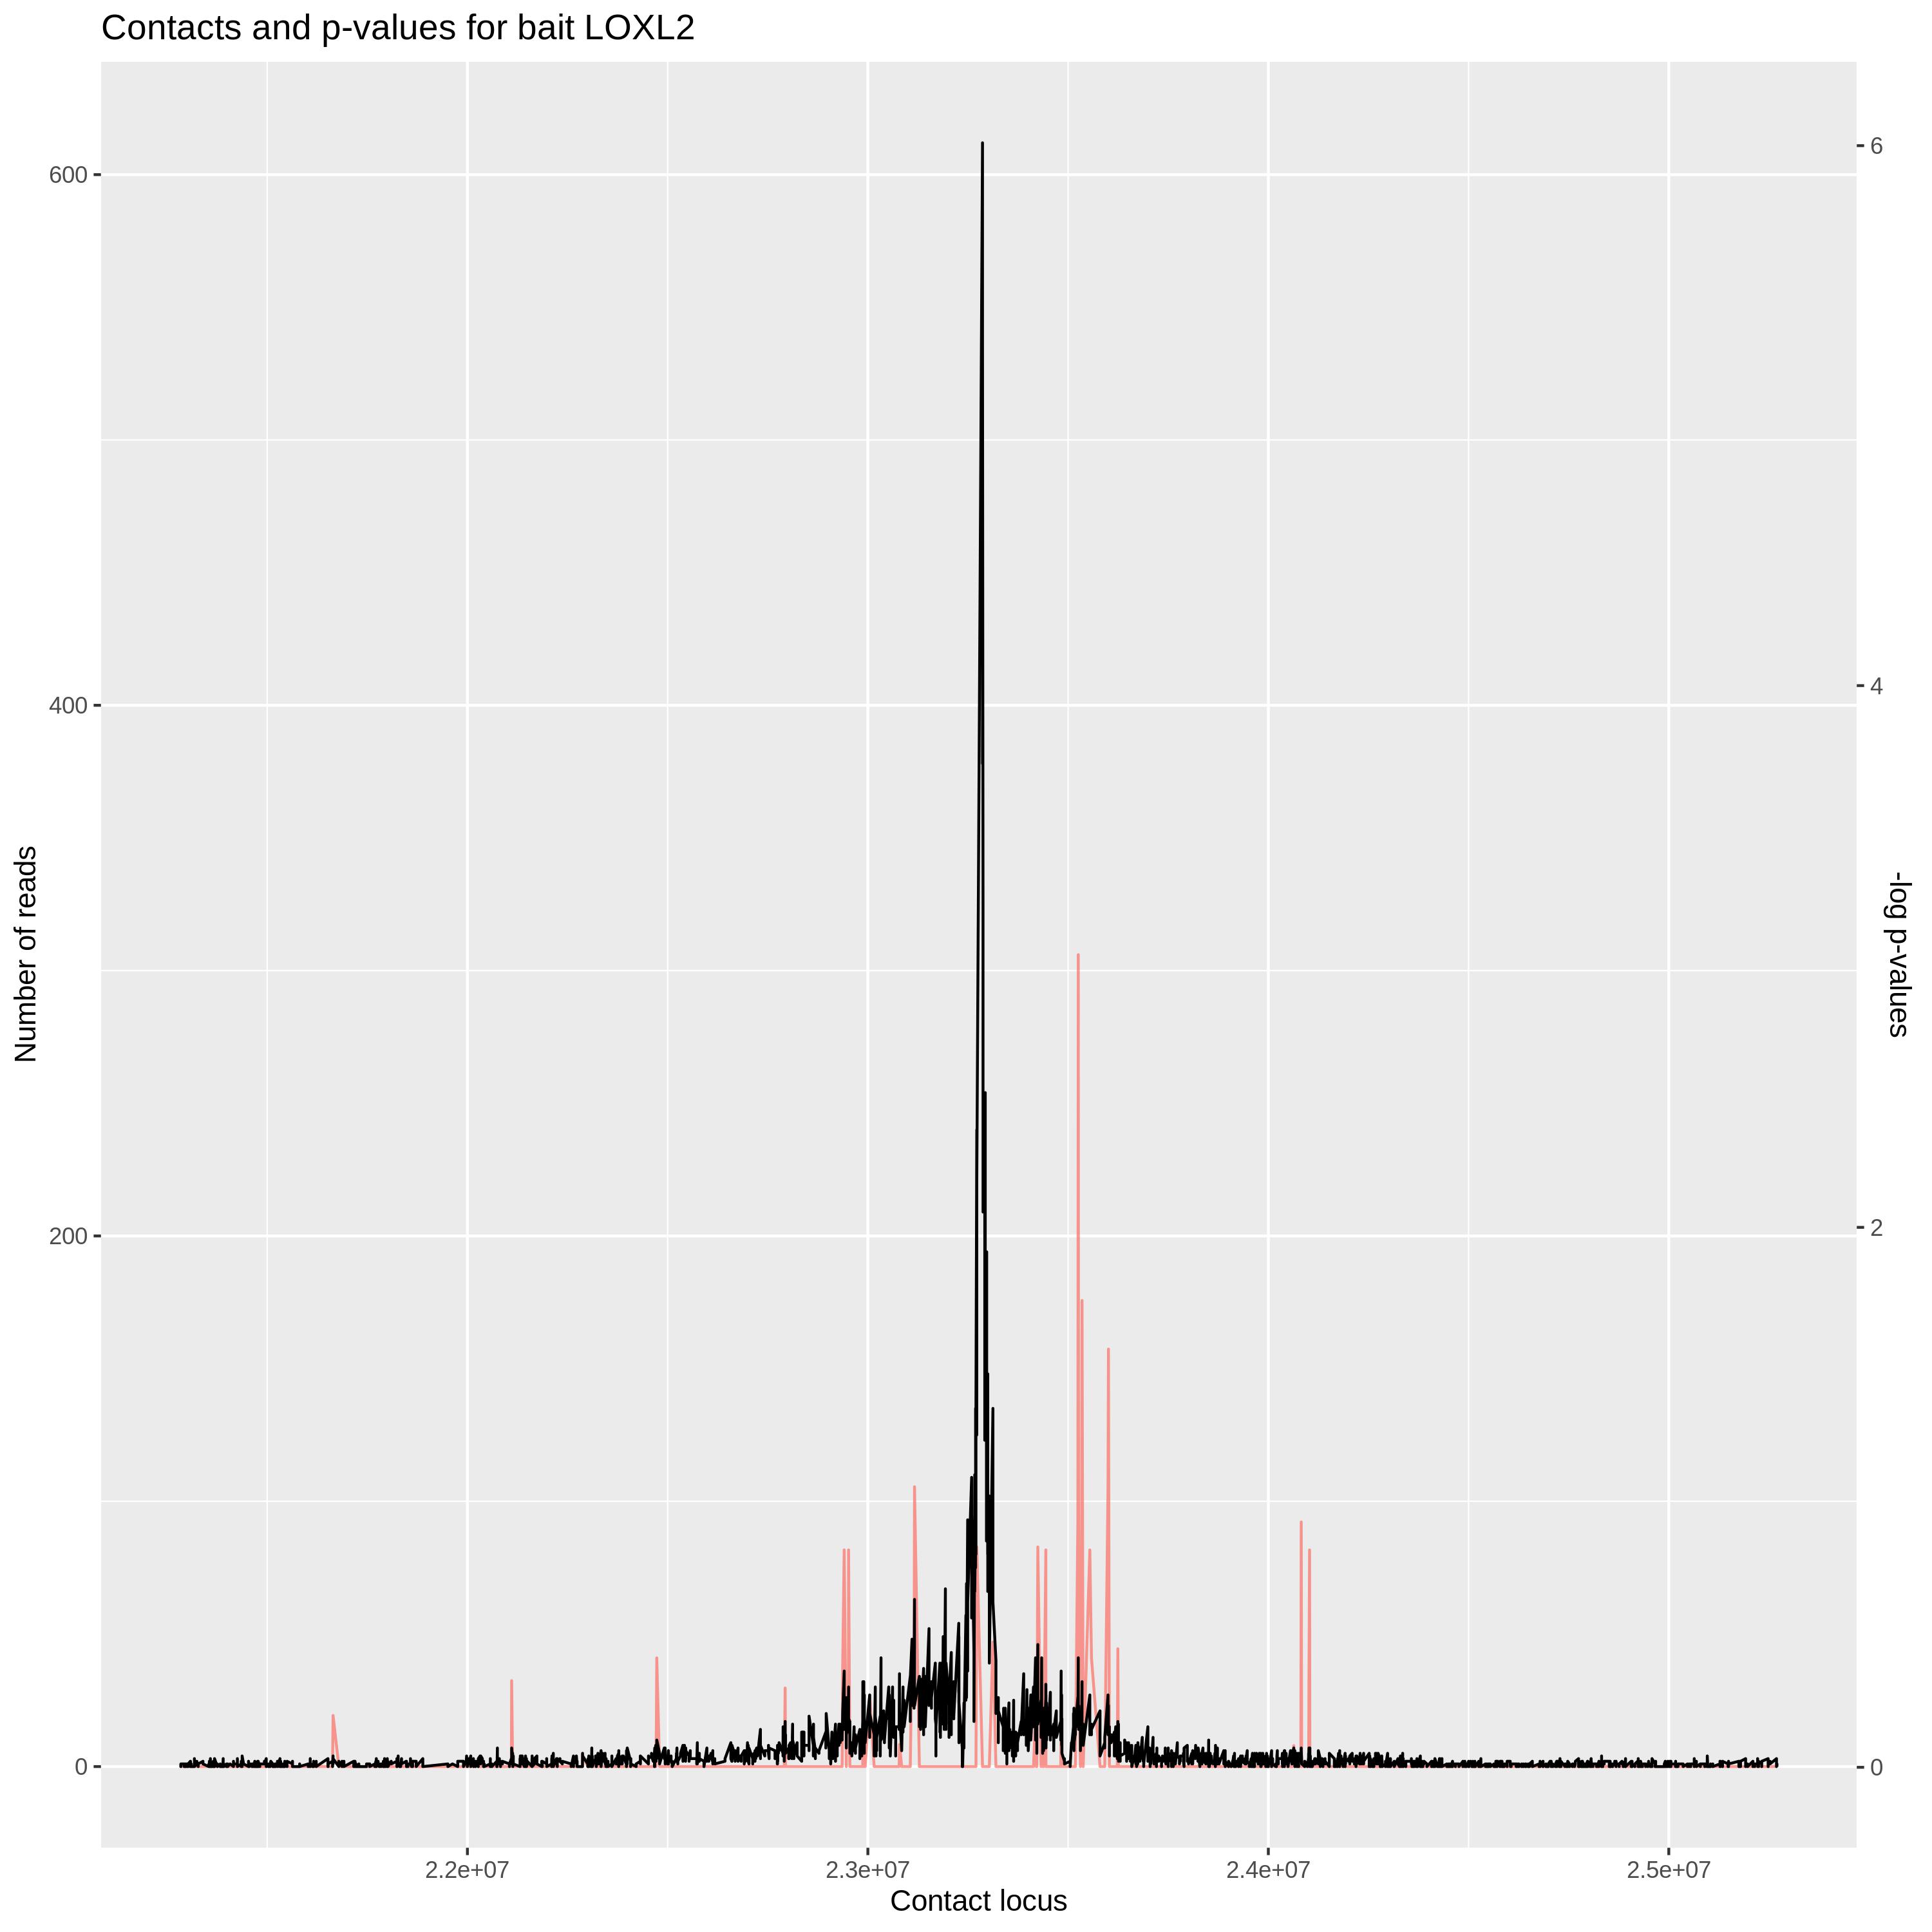 Contacts and p-values for bait LOXL2
600
400
200
0
Number of reads
6
4
2
0
-log p-values
2.2e+07
2.3e+07
2.4e+07
2.5e+07
Contact locus